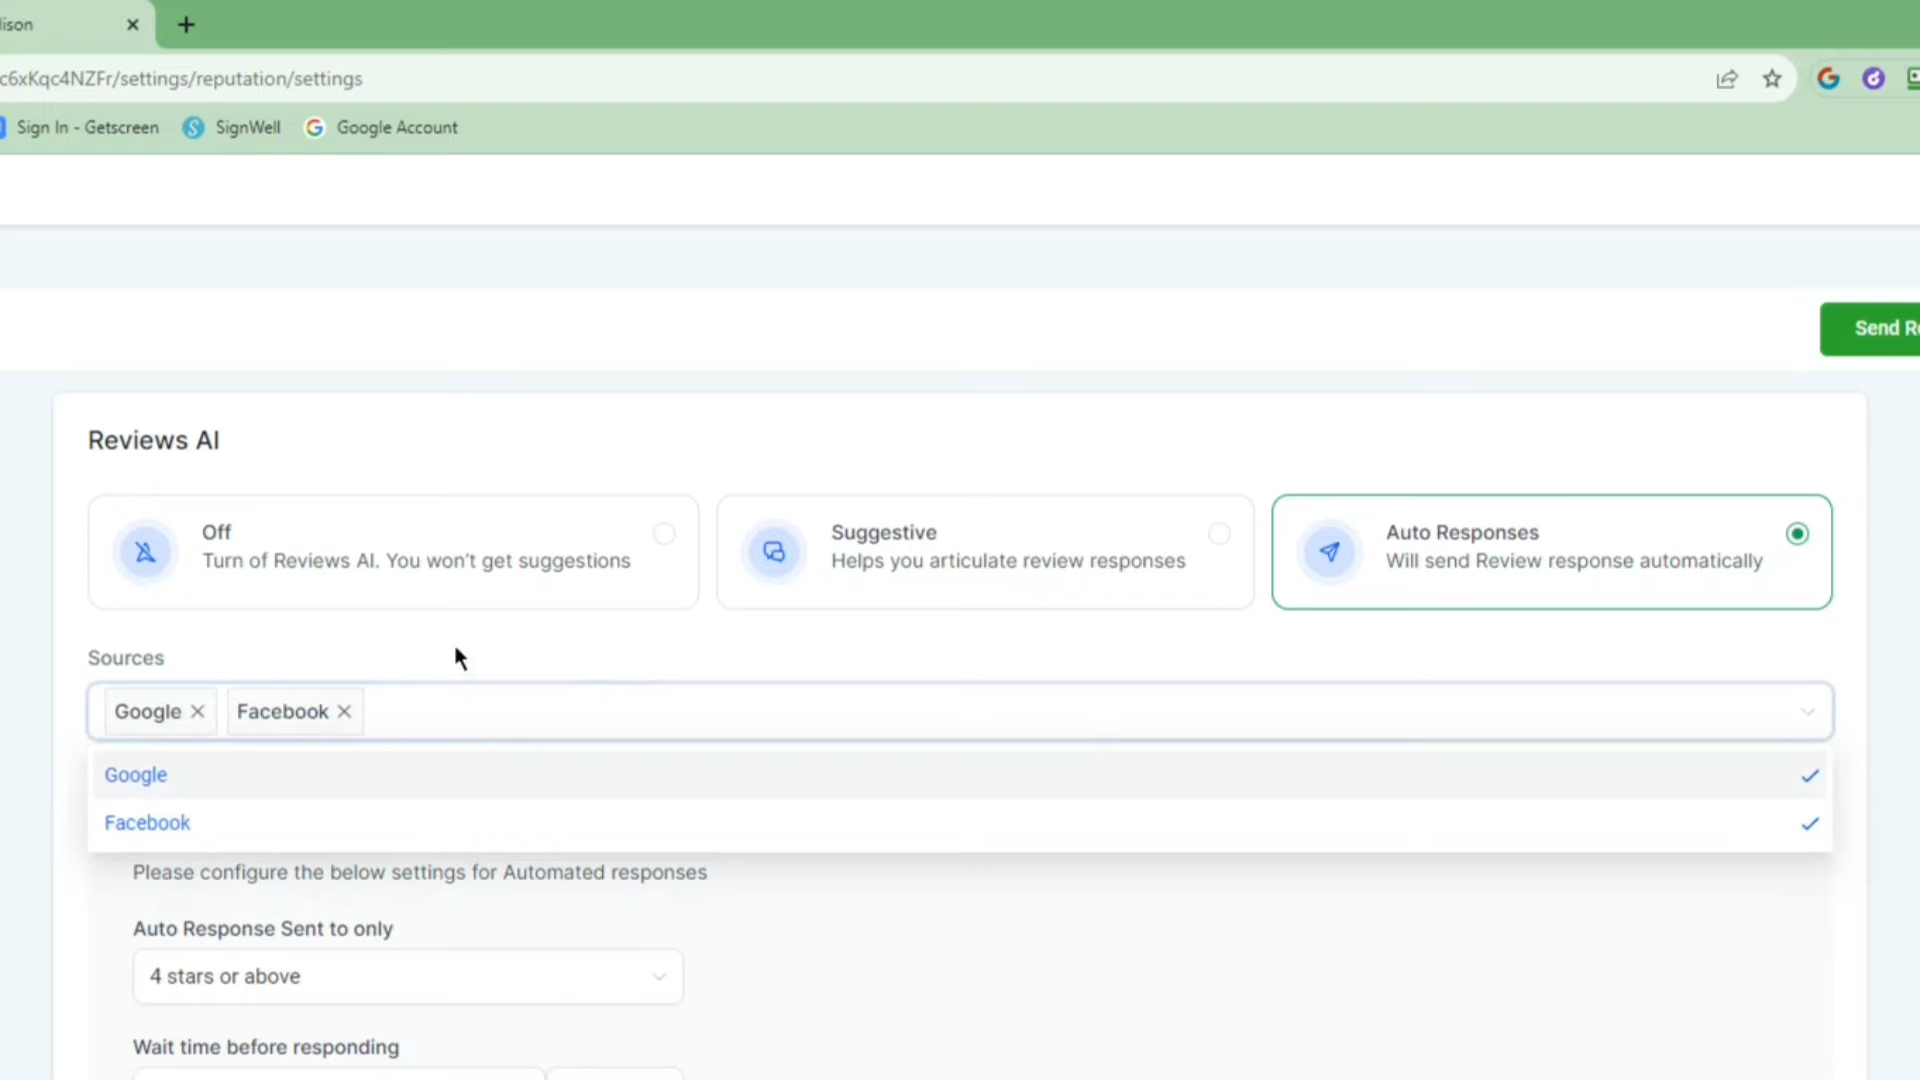 ison
c6xKqc4NZFr/settings/reputation/settings
Sign In - Getscreen SignWell Google Account
Send R
Reviews AI
Off
Turn of Reviews AI. You won't get suggestions
Suggestive
Helps you articulate review responses
Auto Responses
Will send Review response automatically
Sources
Google Facebook
Google
Facebook
Please configure the below settings for Automated responses
Auto Response Sent to only
4 stars or above
Wait time before responding